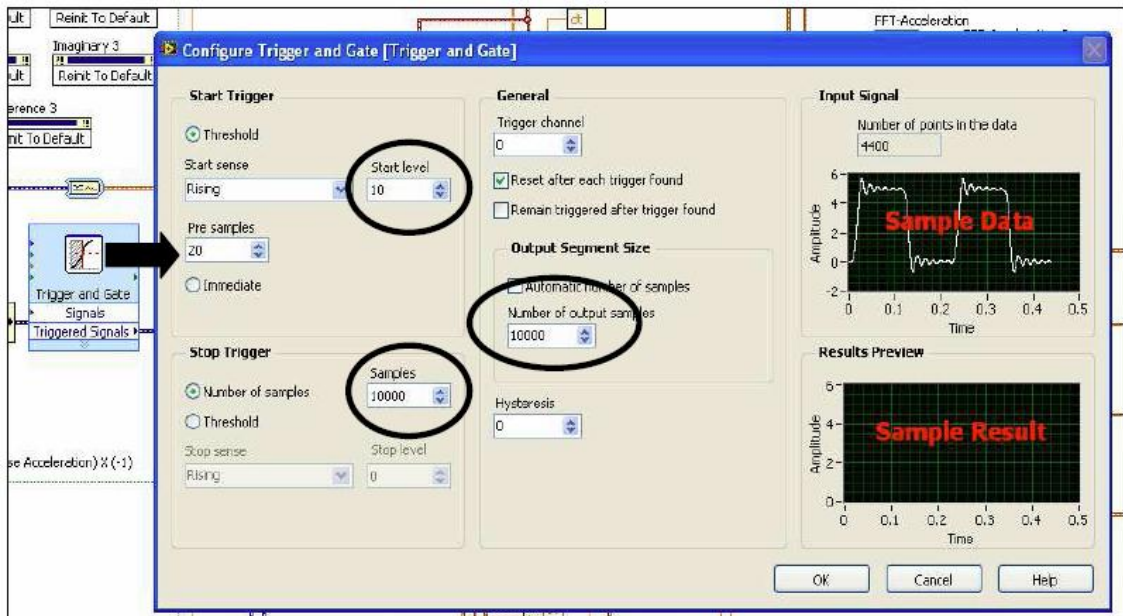 ult
Reinit To Default
Imaginary 3
ult
Reinit To Default
erence 3
nit To Default
Trigger and Gate
Signals
Triggered Signals
se Acceleration) X (-1)
dt
FFT-Acceleration
Configure Trigger and Gate [Trigger and Gate]
Start Trigger
Threshold
Start sense
Rising
Start level
10
Pre samples
20
Immediate
Stop Trigger
Number of samples
Samples
10000
Threshold
Stop sense
Rising
Stop level
0
General
Trigger channel
0
Reset after each trigger found
Remain triggered after trigger found
Output Segment Size
Automatic number of samples
Number of output samples
10000
Hysteresis
0
Input Signal
Number of points in the data
4400
Amplitude
6
4
2
0
-2
Sample Data
0 0.1 0.2 0.3 0.4 0.5
Time
Results Preview
Amplitude
6
4
2
0
Sample Result
0 0.1 0.2 0.3 0.4 0.5
Time
OK
Cancel
Help